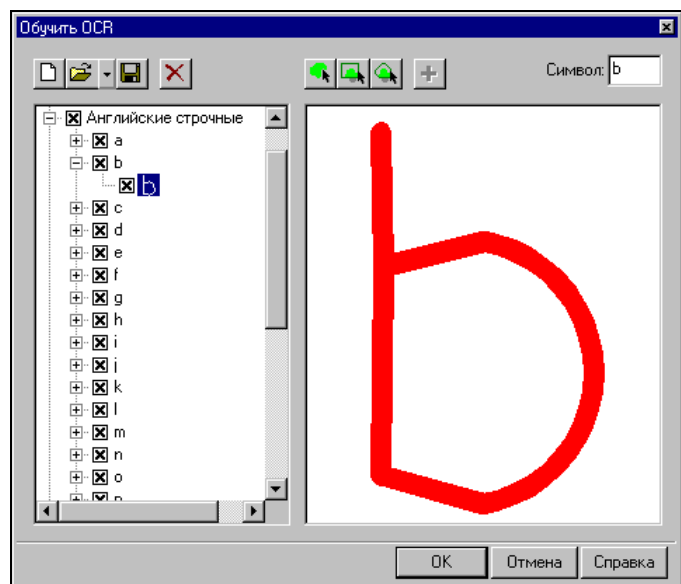 Обучить OCR
Символ: b
Английские строчные
a
b
b
c
d
e
f
g
h
i
j
k
l
m
n
o
p
b
OK Отмена Справка